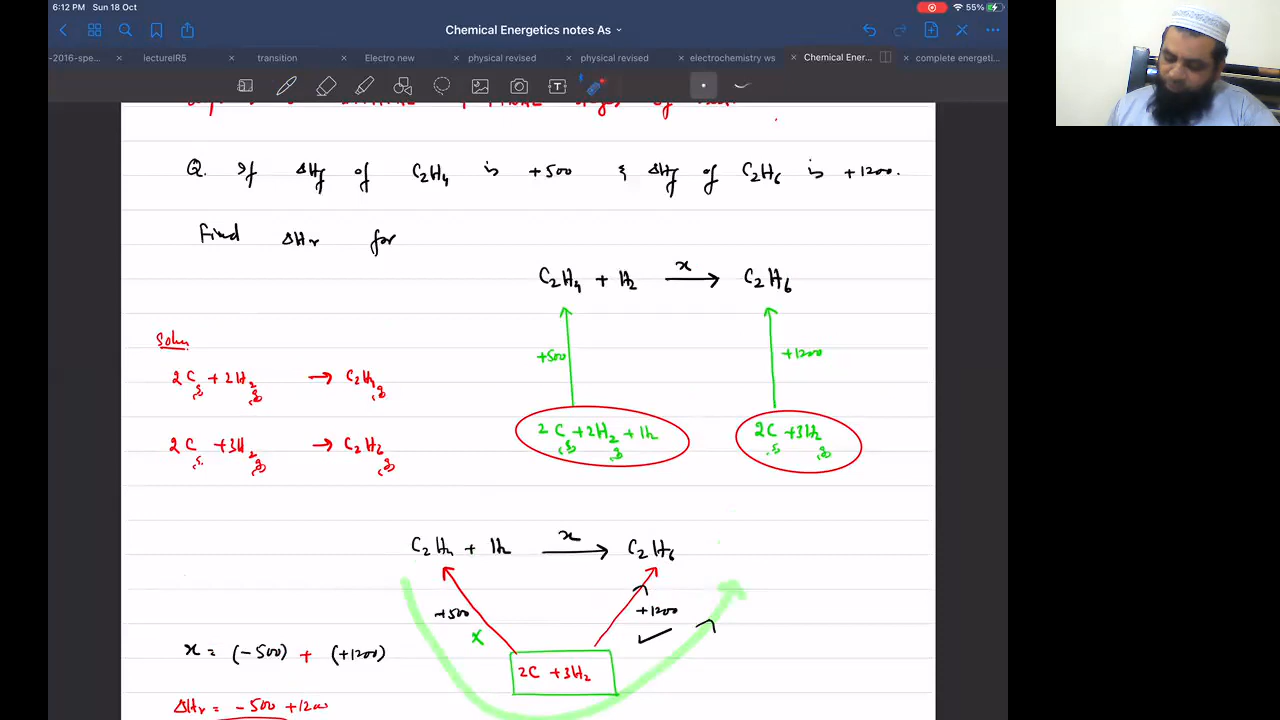 6:12 PM Sun 18 Oct
55%
Chemical Energetics notes As
-2016-spe...
lectureIR5
transition
Electro new
physical revised
physical revised
electrochemistry ws
Chemical Ener...
complete energeti...
Q. If ΔHf of C2H4 is +500 & ΔHf of C2H6 is +1200.
Find ΔHr for
C2H4 + H2 x → C2H6
+500 +1200
Soln
2C(s) + 2H2(g) → C2H4(g)
2C(s) + 2H2(g) + H2
2C(s) + 3H2(g)
2C(s) + 3H2(g) → C2H6(g)
C2H4 + H2 x → C2H6
+500 +1200
x = (-500) + (+1200)
2C + 3H2
ΔHr = -500 + 1200